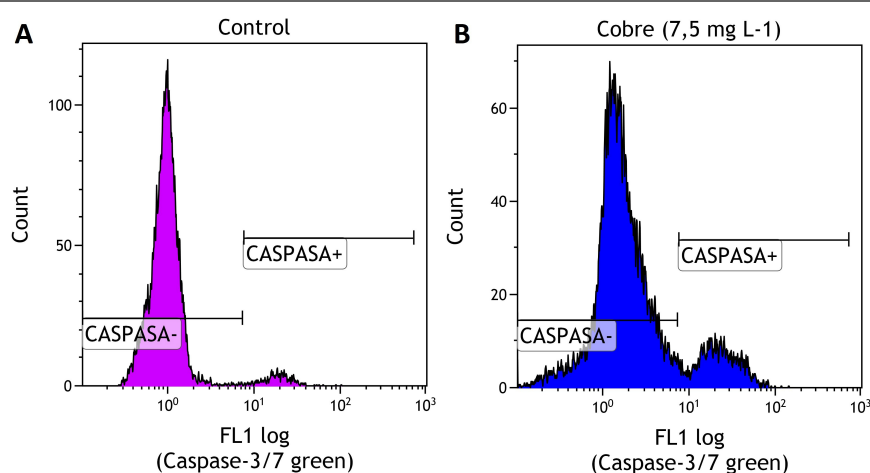 A
Control
Count
100
50
0
CASPASA+
CASPASA-
10⁰
10¹
10²
10³
FL1 log
(Caspase-3/7 green)
B
Cobre (7,5 mg L-1)
Count
60
40
20
0
CASPASA+
CASPASA-
10⁰
10¹
10²
10³
FL1 log
(Caspase-3/7 green)